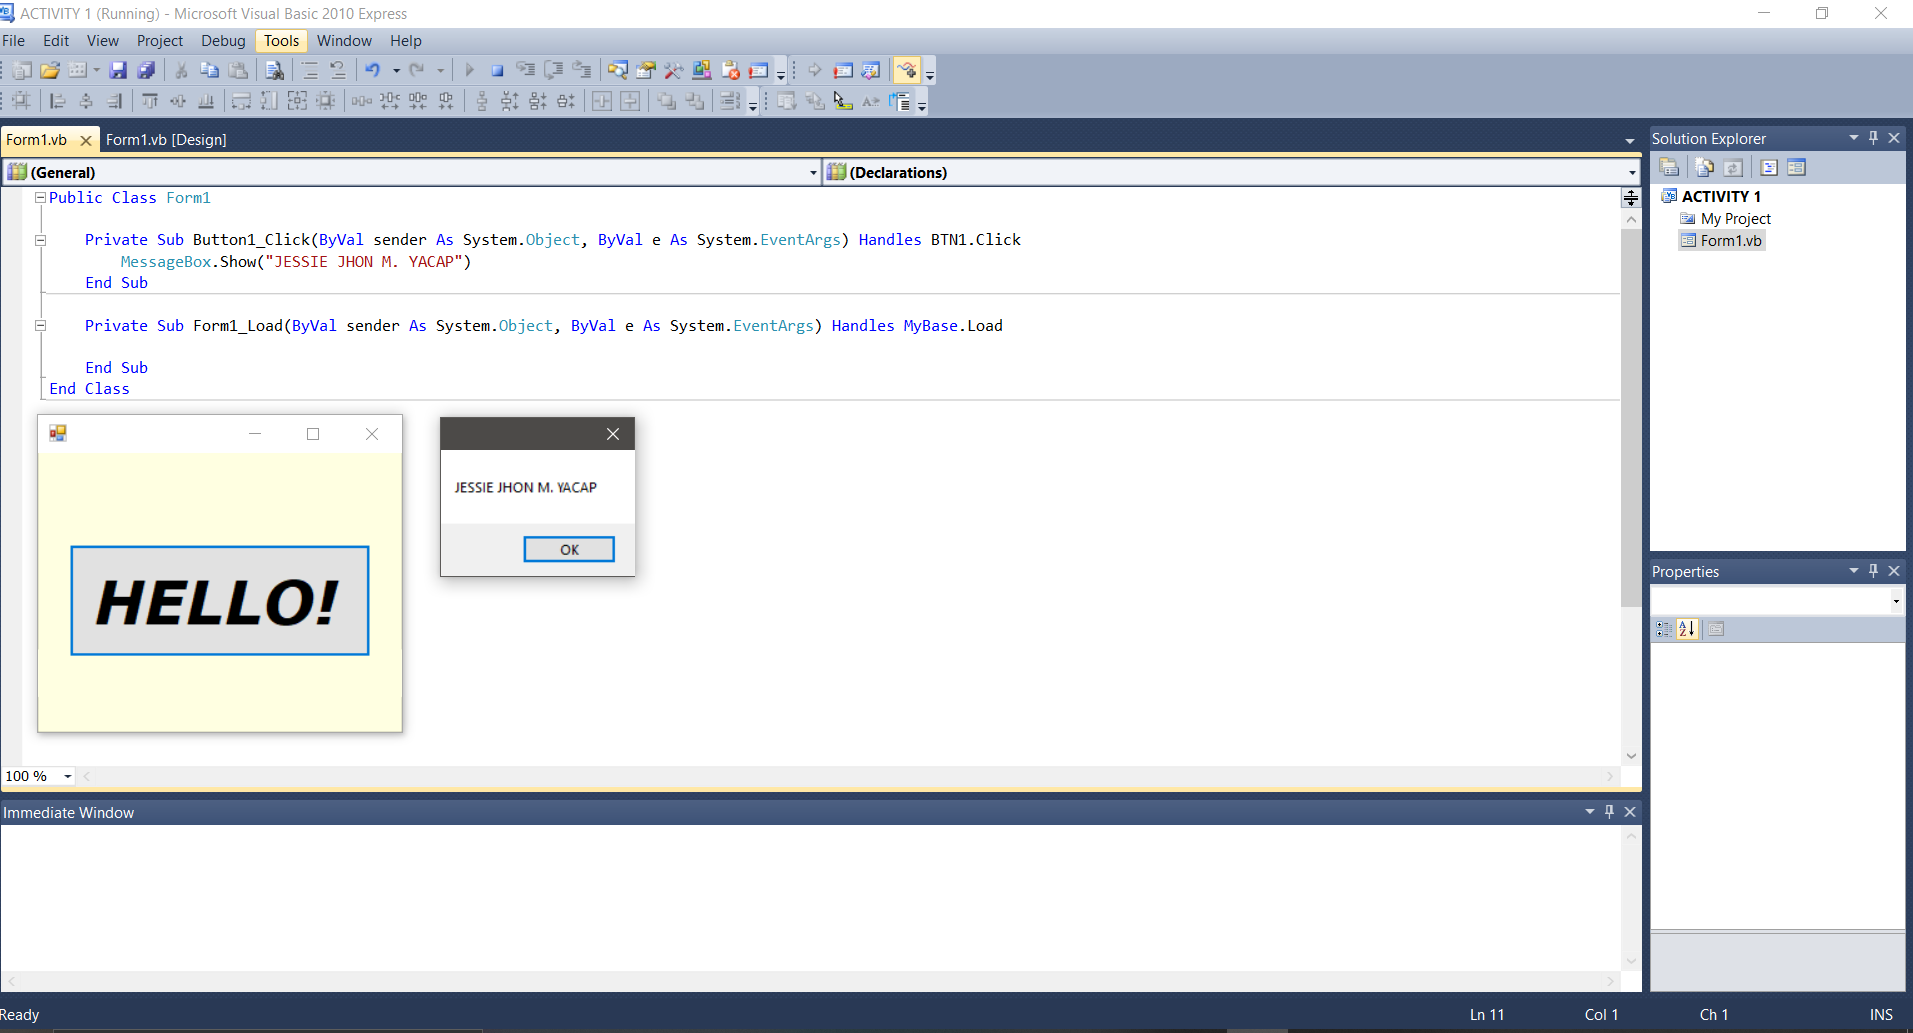 ACTIVITY 1 (Running) - Microsoft Visual Basic 2010 Express
File Edit View Project Debug Tools Window Help
Form1.vb Form1.vb [Design]
(General) (Declarations)
Public Class Form1
Private Sub Button1_Click(ByVal sender As System.Object, ByVal e As System.EventArgs) Handles BTN1.Click
MessageBox.Show("JESSIE JHON M. YACAP")
End Sub
Private Sub Form1_Load(ByVal sender As System.Object, ByVal e As System.EventArgs) Handles MyBase.Load
End Sub
End Class
HELLO!
JESSIE JHON M. YACAP
OK
100 %
Immediate Window
Solution Explorer
ACTIVITY 1
My Project
Form1.vb
Properties
Ready Ln 11 Col 1 Ch 1 INS